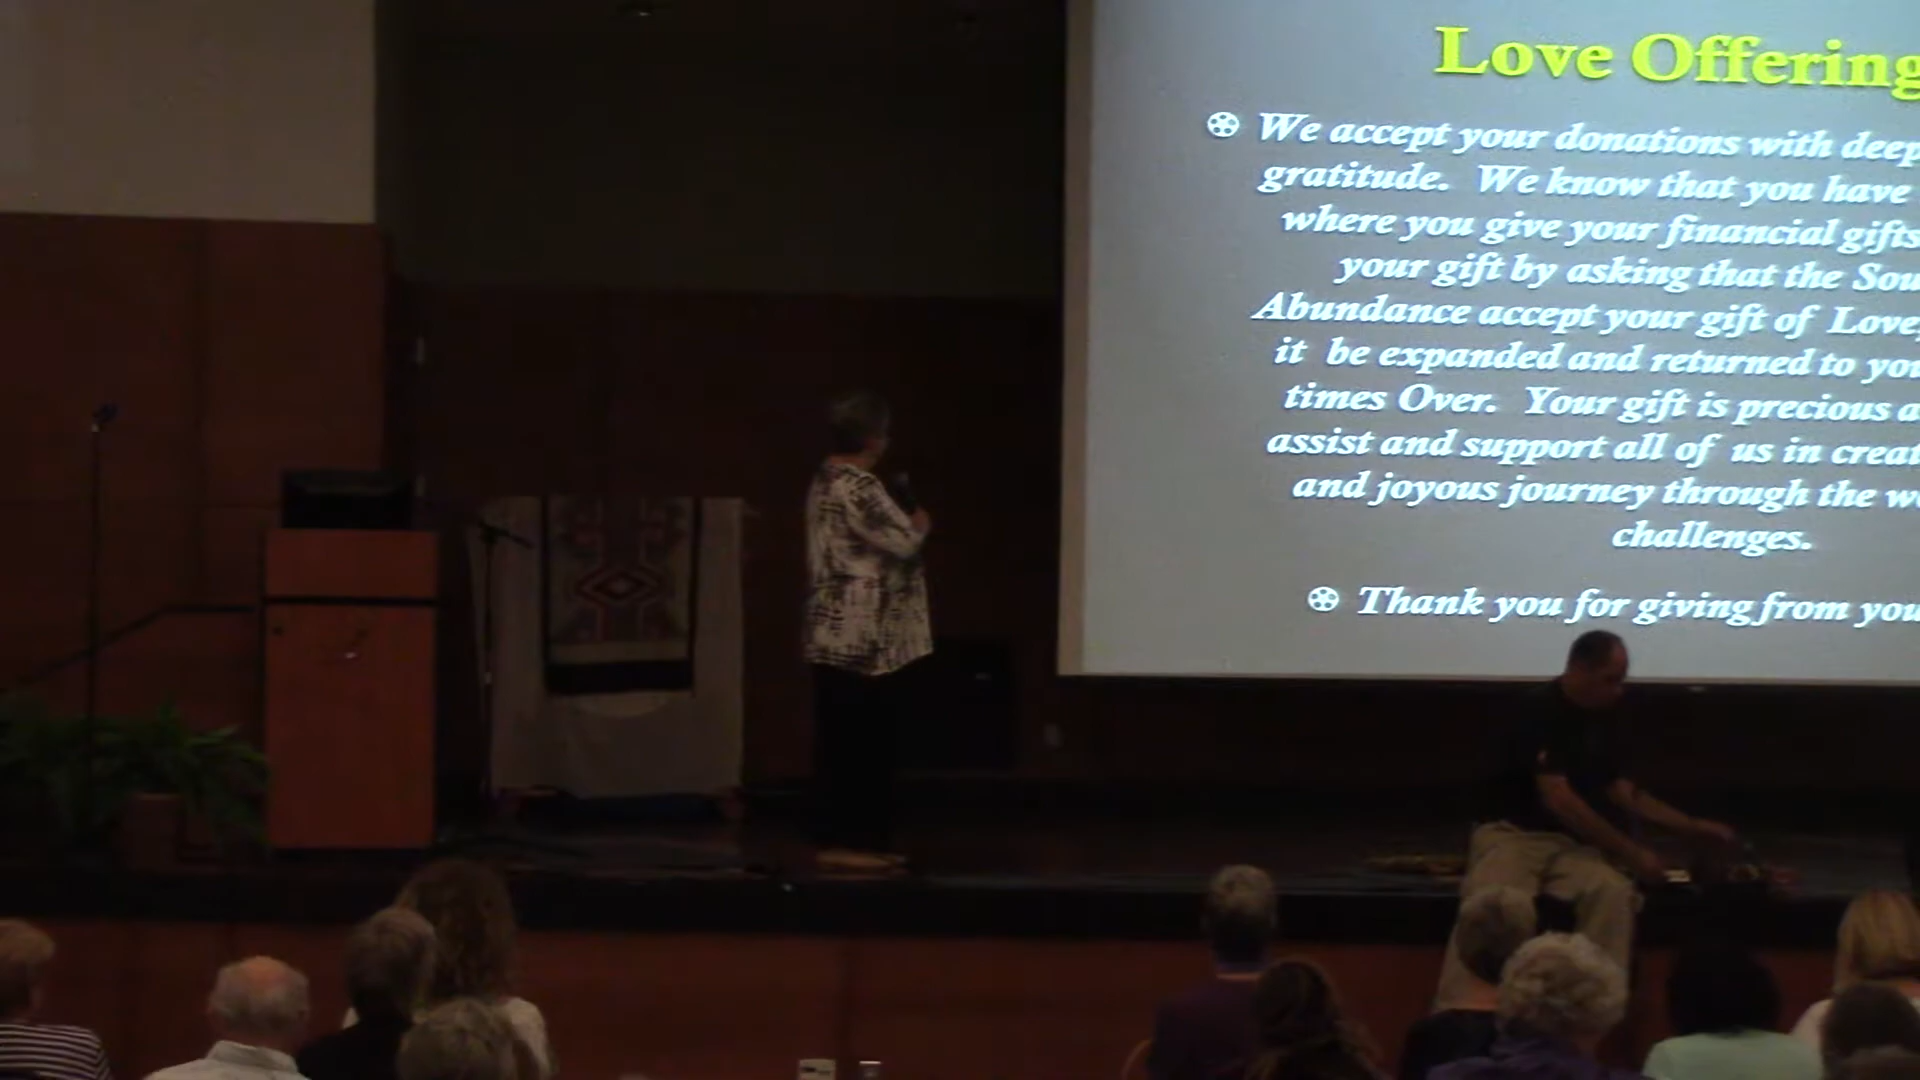 Love Offering
We accept your donations with deep
gratitude. We know that you have
where you give your financial gifts
your gift by asking that the
Abundance accept your gift of Love,
it be expanded and returned to
times Over. Your gift is precious
assist and support all of us in
and joyous journey through the
challenges.
Thank you for giving from